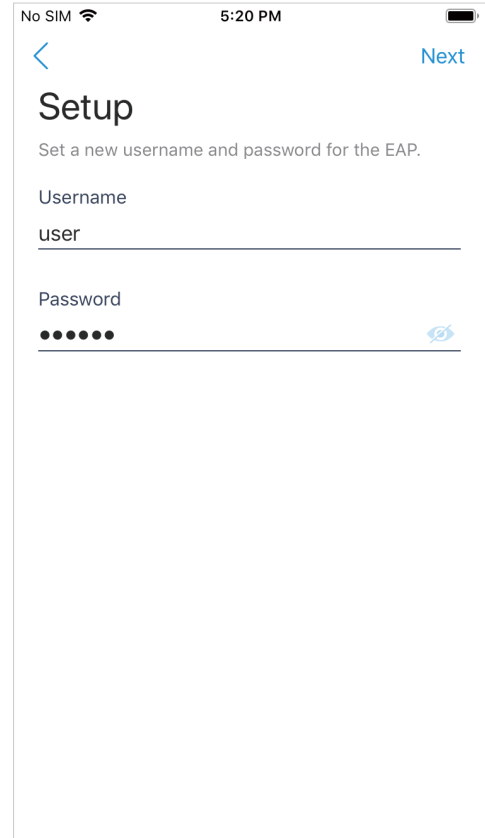 No SIM 5:20 PM
Next
Setup
Set a new username and password for the EAP.
Username
user
Password
●●●●●●